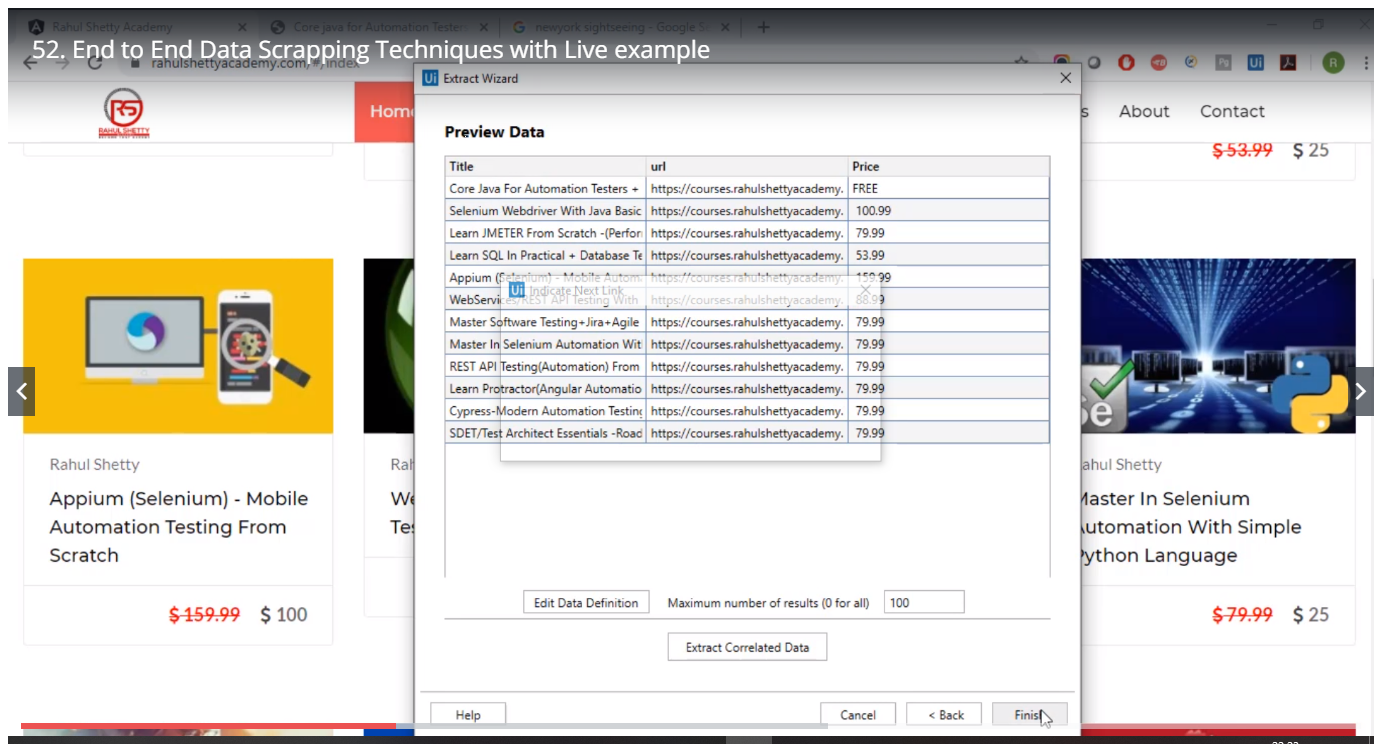 Rahul Shetty Academy
Core java for Automation Tester
newyork sightseeing - Google Se
52. End to End Data Scrapping Techniques with Live example
rahulshettyacademy.com/#/index
RS
RAHUL SHETTY
Home
About
Contact
Ui Extract Wizard
Preview Data
Title url Price
Core Java For Automation Testers + https://courses.rahulshettyacademy. FREE
Selenium Webdriver With Java Basic https://courses.rahulshettyacademy. 100.99
Learn JMETER From Scratch -(Perfor https://courses.rahulshettyacademy. 79.99
Learn SQL In Practical + Database Te https://courses.rahulshettyacademy. 53.99
Appium (Selenium) - Mobile Autom https://courses.rahulshettyacademy. 159.99
WebServices/REST API Testing With https://courses.rahulshettyacademy. 88.99
Master Software Testing+Jira+Agile https://courses.rahulshettyacademy. 79.99
Master In Selenium Automation Wit https://courses.rahulshettyacademy. 79.99
REST API Testing(Automation) From https://courses.rahulshettyacademy. 79.99
Learn Protractor(Angular Automatio https://courses.rahulshettyacademy. 79.99
Cypress-Modern Automation Testing https://courses.rahulshettyacademy. 79.99
SDET/Test Architect Essentials -Road https://courses.rahulshettyacademy. 79.99
Ui Indicate Next Link
Edit Data Definition
Maximum number of results (0 for all) 100
Extract Correlated Data
Help
Cancel
< Back
Finish
$ 53.99 $ 25
Rahul Shetty
Appium (Selenium) - Mobile
Automation Testing From
Scratch
$ 159.99 $ 100
Rah
We
Tes
Se
ahul Shetty
Master In Selenium
Automation With Simple
Python Language
$ 79.99 $ 25